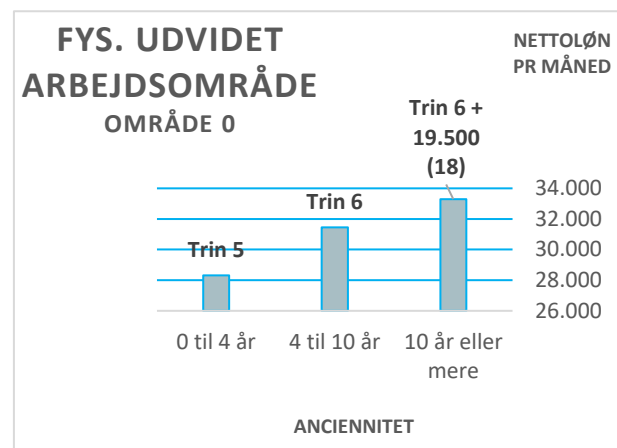 FYS. UDVIDET
ARBEJDSOMRÅDE
OMRÅDE 0
NETTOLØN
PR MÅNED
Trin 6 +
19.500
(18)
Trin 6
Trin 5
34.000
32.000
30.000
28.000
26.000
0 til 4 år
4 til 10 år
10 år eller
mere
ANCIENNITET